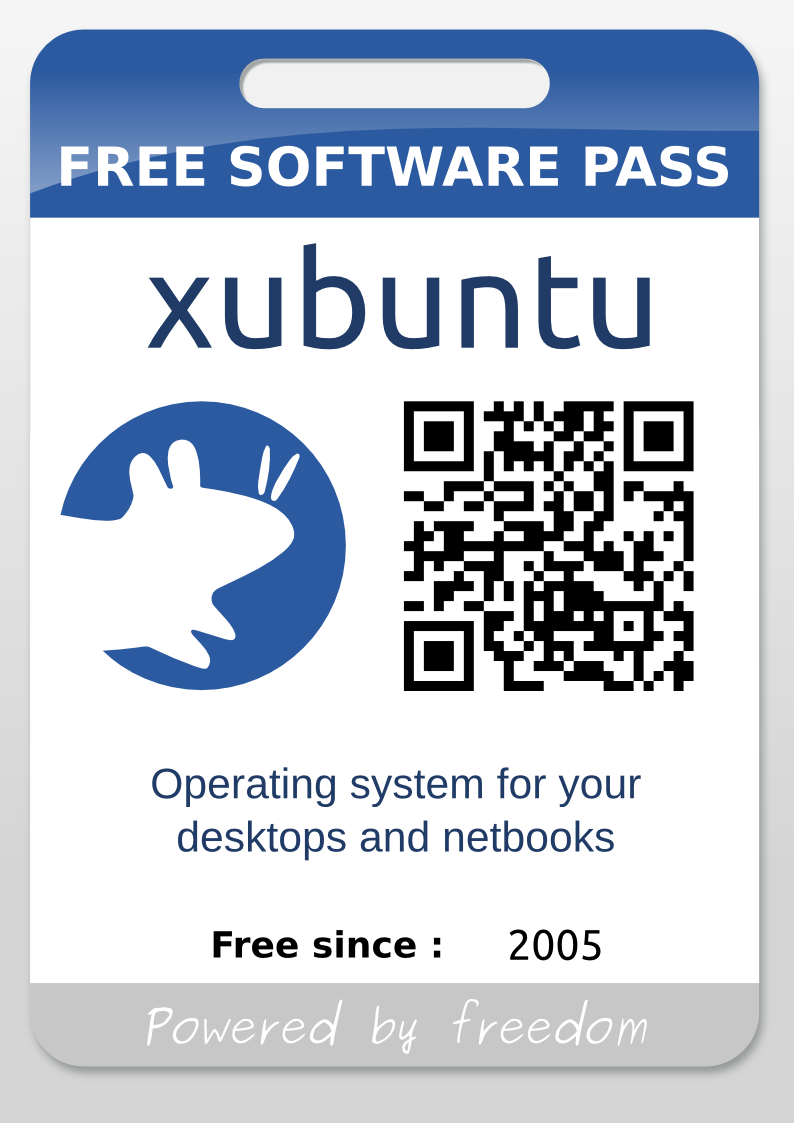 FREE SOFTWARE PASS
xubuntu
Operating system for your
desktops and netbooks
Free since : 2005
Powered by freedom